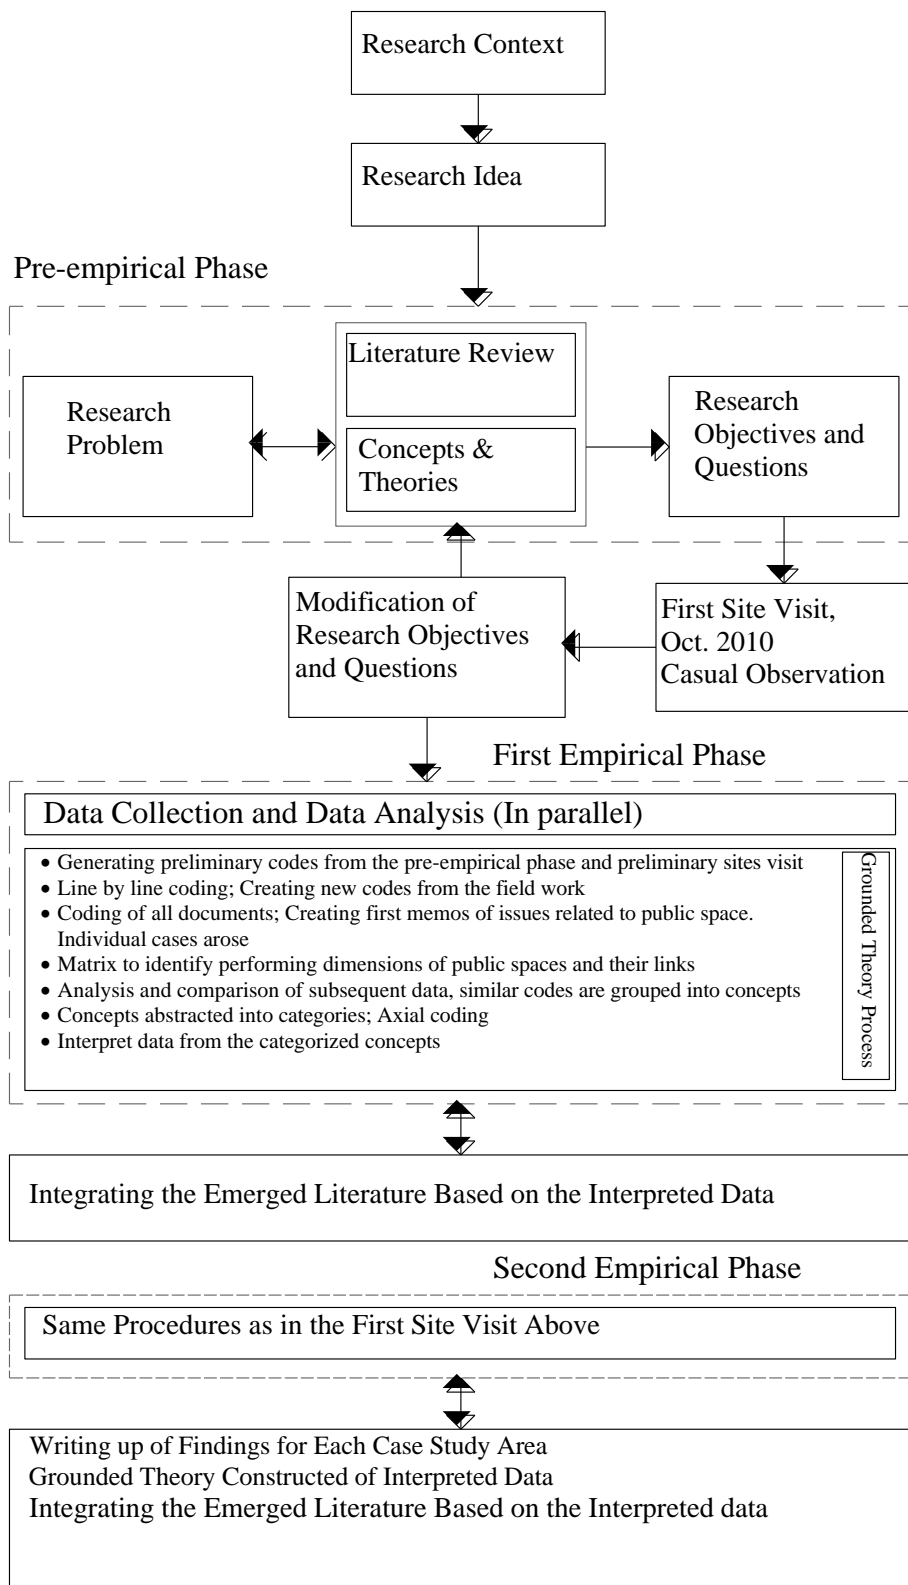 Research Context
Research Idea
Pre-empirical Phase
Research
Problem
Literature Review
Concepts &
Theories
Research
Objectives and
Questions
Modification of
Research Objectives
and Questions
First Site Visit,
Oct. 2010
Casual Observation
First Empirical Phase
Data Collection and Data Analysis (In parallel)
• Generating preliminary codes from the pre-empirical phase and preliminary sites visit
• Line by line coding; Creating new codes from the field work
• Coding of all documents; Creating first memos of issues related to public space.
Individual cases arose
• Matrix to identify performing dimensions of public spaces and their links
• Analysis and comparison of subsequent data, similar codes are grouped into concepts
• Concepts abstracted into categories; Axial coding
• Interpret data from the categorized concepts
Grounded Theory Process
Integrating the Emerged Literature Based on the Interpreted Data
Second Empirical Phase
Same Procedures as in the First Site Visit Above
Writing up of Findings for Each Case Study Area
Grounded Theory Constructed of Interpreted Data
Integrating the Emerged Literature Based on the Interpreted data